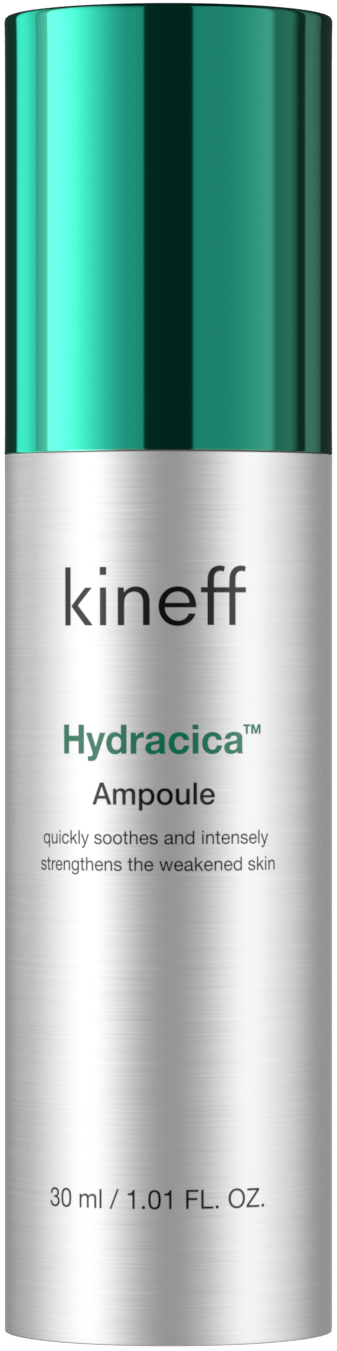 kineff
Hydracica™
Ampoule
quickly soothes and intensely
strengthens the weakened skin
30 ml / 1.01 FL. OZ.